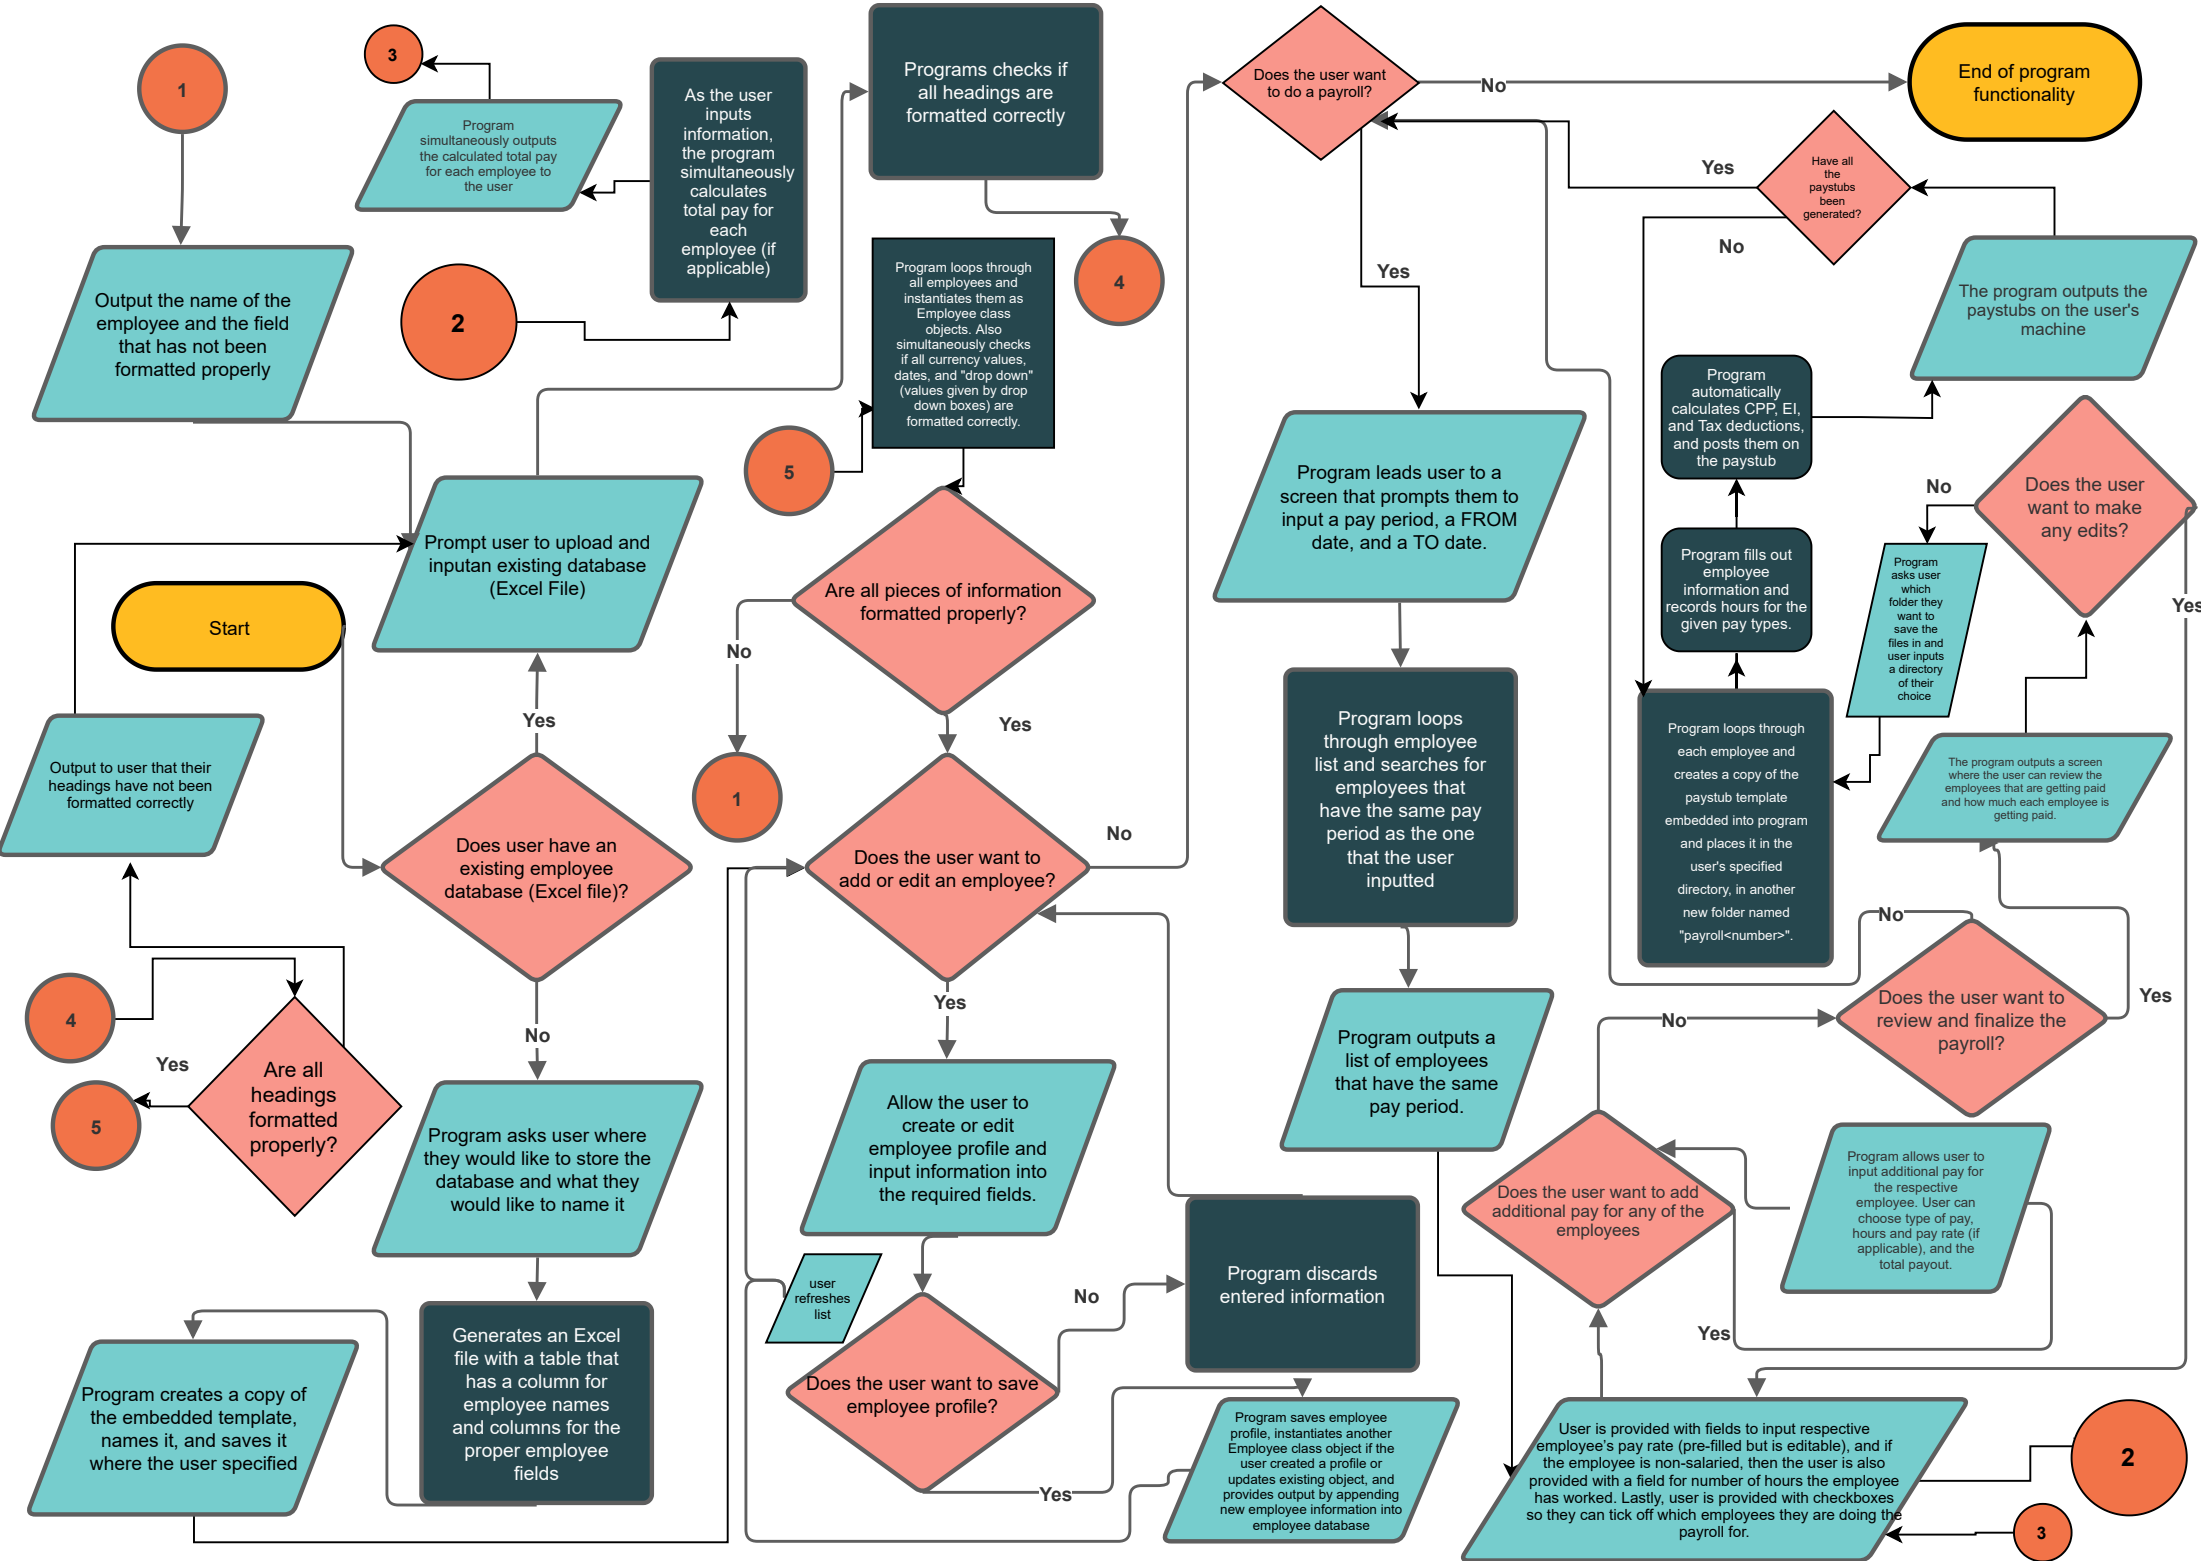 1
Output the name of the
employee and the field
that has not been
formatted properly
3
Program
simultaneously outputs
the calculated total pay
for each employee to
the user
As the user
inputs
information,
the program
simultaneously
calculates
total pay for
each
employee (if
applicable)
2
Programs checks if
all headings are
formatted correctly
4
Program loops through
all employees and
instantiates them as
Employee class
objects. Also
simultaneously checks
if all currency values,
dates, and "drop down"
(values given by drop
down boxes) are
formatted correctly.
5
Prompt user to upload and
inputan existing database
(Excel File)
Start
Output to user that their
headings have not been
formatted correctly
Yes
Does user have an
existing employee
database (Excel file)?
No
4
Yes
5
Are all
headings
formatted
properly?
Program asks user where
they would like to store the
database and what they
would like to name it
Generates an Excel
file with a table that
has a column for
employee names
and columns for the
proper employee
fields
Program creates a copy of
the embedded template,
names it, and saves it
where the user specified
Are all pieces of information
formatted properly?
No
Yes
1
Does the user want to
add or edit an employee?
No
Yes
Allow the user to
create or edit
employee profile and
input information into
the required fields.
user
refreshes
list
Does the user want to save
employee profile?
No
Yes
Program discards
entered information
Program saves employee
profile, instantiates another
Employee class object if the
user created a profile or
updates existing object, and
provides output by appending
new employee information into
employee database
Does the user want
to do a payroll?
No
End of program
functionality
Yes
Program leads user to a
screen that prompts them to
input a pay period, a FROM
date, and a TO date.
Program loops
through employee
list and searches for
employees that
have the same pay
period as the one
that the user
inputted
Program outputs a
list of employees
that have the same
pay period.
Have all
the
paystubs
been
generated?
Yes
No
The program outputs the
paystubs on the user's
machine
Program
automatically
calculates CPP, EI,
and Tax deductions,
and posts them on
the paystub
Program fills out
employee
information and
records hours for the
given pay types.
Program loops through
each employee and
creates a copy of the
paystub template
embedded into program
and places it in the
user's specified
directory, in another
new folder named
"payroll<number>".
No
Does the user
want to make
any edits?
Yes
Program
asks user
which
folder they
want to
save the
files in and
user inputs
a directory
of their
choice
The program outputs a screen
where the user can review the
employees that are getting paid
and how much each employee is
getting paid.
No
Does the user want to
review and finalize the
payroll?
Yes
No
Does the user want to add
additional pay for any of the
employees
Yes
Program allows user to
input additional pay for
the respective
employee. User can
choose type of pay,
hours and pay rate (if
applicable), and the
total payout.
User is provided with fields to input respective
employee's pay rate (pre-filled but is editable), and if
the employee is non-salaried, then the user is also
provided with a field for number of hours the employee
has worked. Lastly, user is provided with checkboxes
so they can tick off which employees they are doing the
payroll for.
2
3